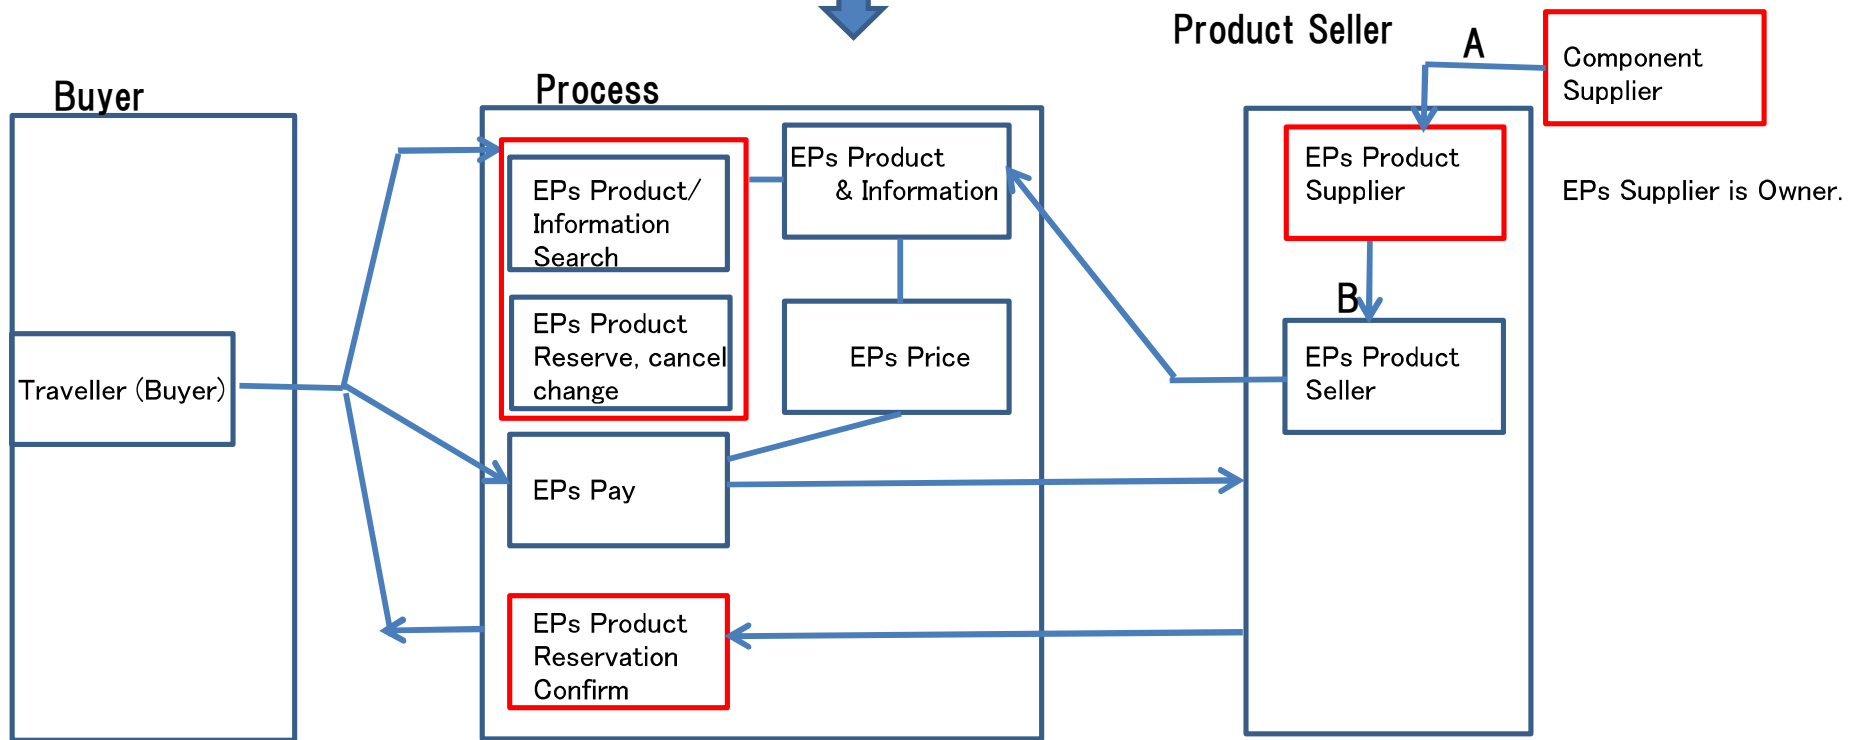 Product Seller
A
Component
Supplier
Buyer
Process
EPs Product/
Information
Search
EPs Product
Reserve, cancel
change
EPs Product
& Information
EPs Price
EPs Product
Supplier
EPs Supplier is Owner.
B
EPs Product
Seller
Traveller (Buyer)
EPs Pay
EPs Product
Reservation
Confirm